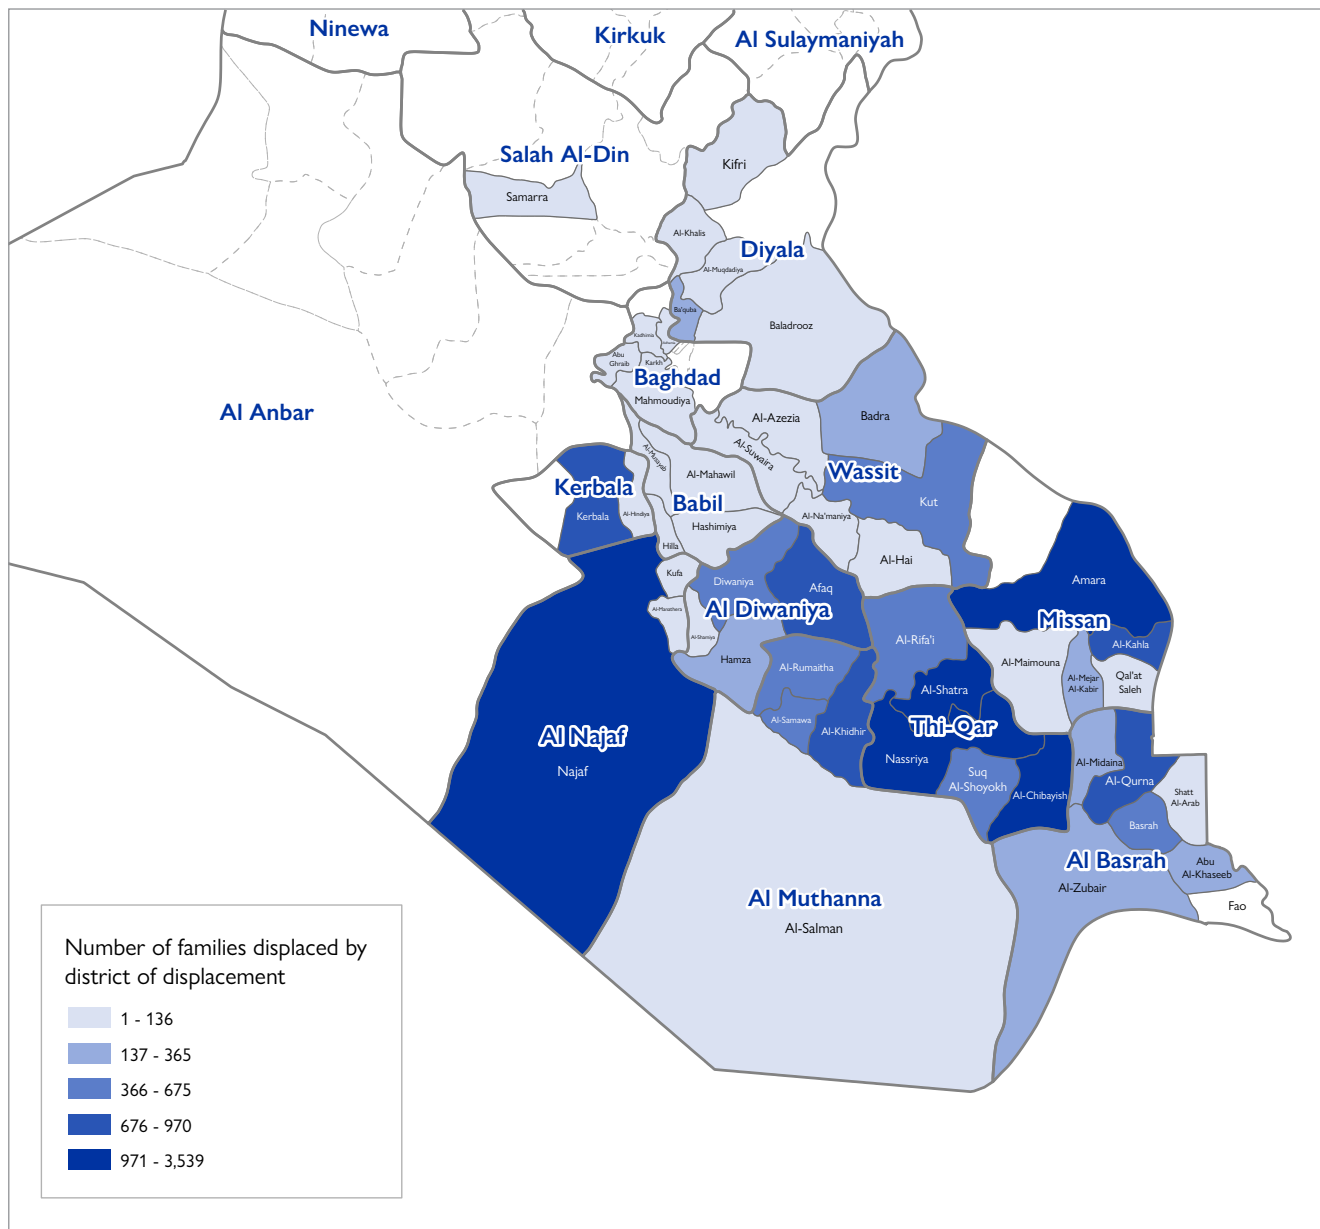 Ninewa
Kirkuk
Al Sulaymaniyah
Salah Al-Din
Kifri
Samarra
Al-Khalis
Diyala
Al-Muqdadiya
Ba'quba
Baladrooz
Kadhimia
Abu
Ghraib
Karkh
Baghdad
Mahmoudiya
Al Anbar
Al-Azezia
Badra
Al-Suwaira
Al-Musayab
Al-Mahawil
Wassit
Kerbala
Babil
Kut
Kerbala
Al-Hindiya
Al-Na'maniya
Hashimiya
Hilla
Al-Hai
Kufa
Diwaniya
Afaq
Amara
Al-Manathera
Al Diwaniya
Missan
Al-Shamiya
Al-Rifa'i
Al-Kahla
Hamza
Al-Rumaitha
Al-Maimouna
Al-Mejar
Al-Kabir
Qal'at
Saleh
Al-Shatra
Al-Samawa
Al-Khidhir
Thi-Qar
Al Najaf
Najaf
Nassriya
Suq
Al-Shoyokh
Al-Chibayish
Al-Midaina
Al-Qurna
Shatt
Al-Arab
Basrah
Al Basrah
Abu
Al-Khaseeb
Al-Zubair
Fao
Al Muthanna
Al-Salman
Number of families displaced by
district of displacement
1 - 136
137 - 365
366 - 675
676 - 970
971 - 3,539